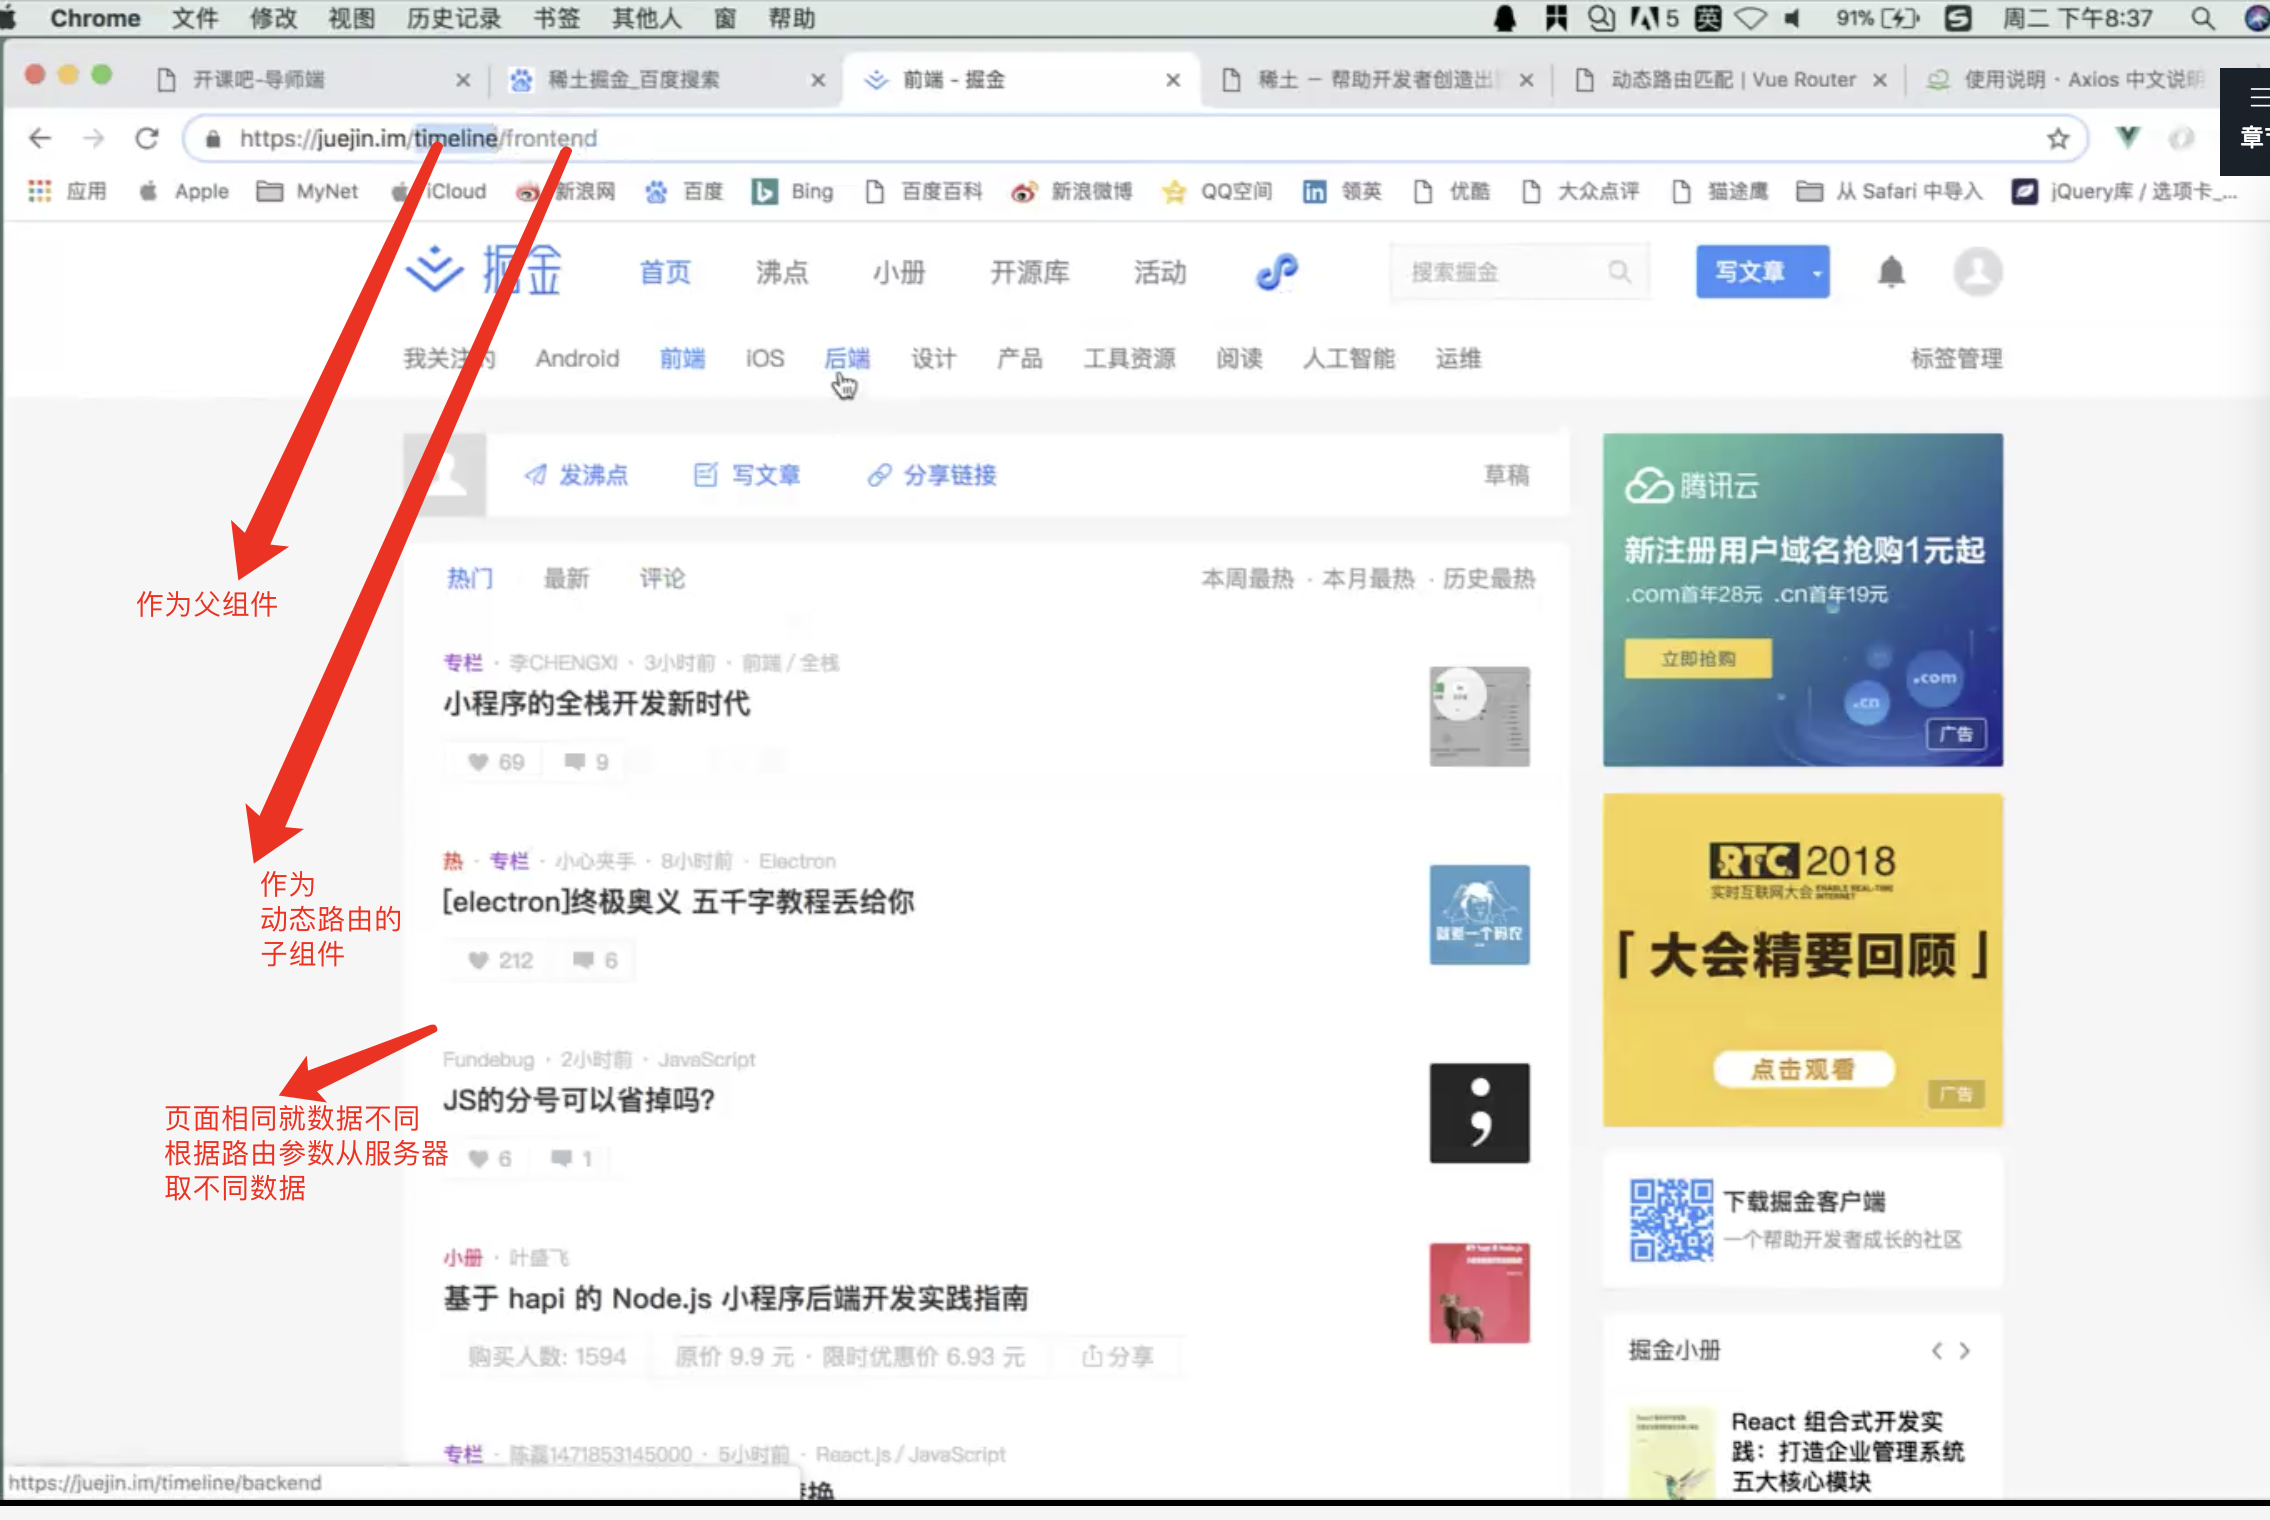 Chrome 文件 修改 视图 历史记录 书签 其他人 窗 帮助
5 英 91% 周二 下午8:37
开课吧-导师端
稀土掘金_百度搜索
前端 - 掘金
稀土 — 帮助开发者创造出
动态路由匹配 | Vue Router
使用说明 · Axios 中文说明
https://juejin.im/timeline/frontend
应用 Apple MyNet iCloud 新浪网 百度 Bing 百度百科 新浪微博 QQ空间 领英 优酷 大众点评 猫途鹰 从 Safari 中导入 jQuery库 / 选项卡_...
掘金 首页 沸点 小册 开源库 活动 搜索掘金 写文章
我关注的 Android 前端 iOS 后端 设计 产品 工具资源 阅读 人工智能 运维 标签管理
发沸点 写文章 分享链接 草稿
热门 最新 评论 本周最热 · 本月最热 · 历史最热
专栏 · 李CHENGXI · 3小时前 · 前端 / 全栈
小程序的全栈开发新时代
69 9
热 · 专栏 · 小心夹手 · 8小时前 · Electron
[electron]终极奥义 五千字教程丢给你
212 6
就是一个码农
Fundebug · 2小时前 · JavaScript
JS的分号可以省掉吗?
6 1
小册 · 叶盛飞
基于 hapi 的 Node.js 小程序后端开发实践指南
购买人数: 1594 原价 9.9 元 · 限时优惠价 6.93 元 分享
专栏 · 陈磊1471853145000 · 5小时前 · React.js / JavaScript
https://juejin.im/timeline/backend
作为父组件
作为
动态路由的
子组件
页面相同就数据不同
根据路由参数从服务器
取不同数据
腾讯云
新注册用户域名抢购1元起
.com首年28元 .cn首年19元
立即抢购
.com
.cn
广告
RTC 2018
实时互联网大会 ENABLE REAL-TIME INTERNET
「大会精要回顾」
点击观看
广告
下载掘金客户端
一个帮助开发者成长的社区
掘金小册
React 组合式开发实
践：打造企业管理系统
五大核心模块